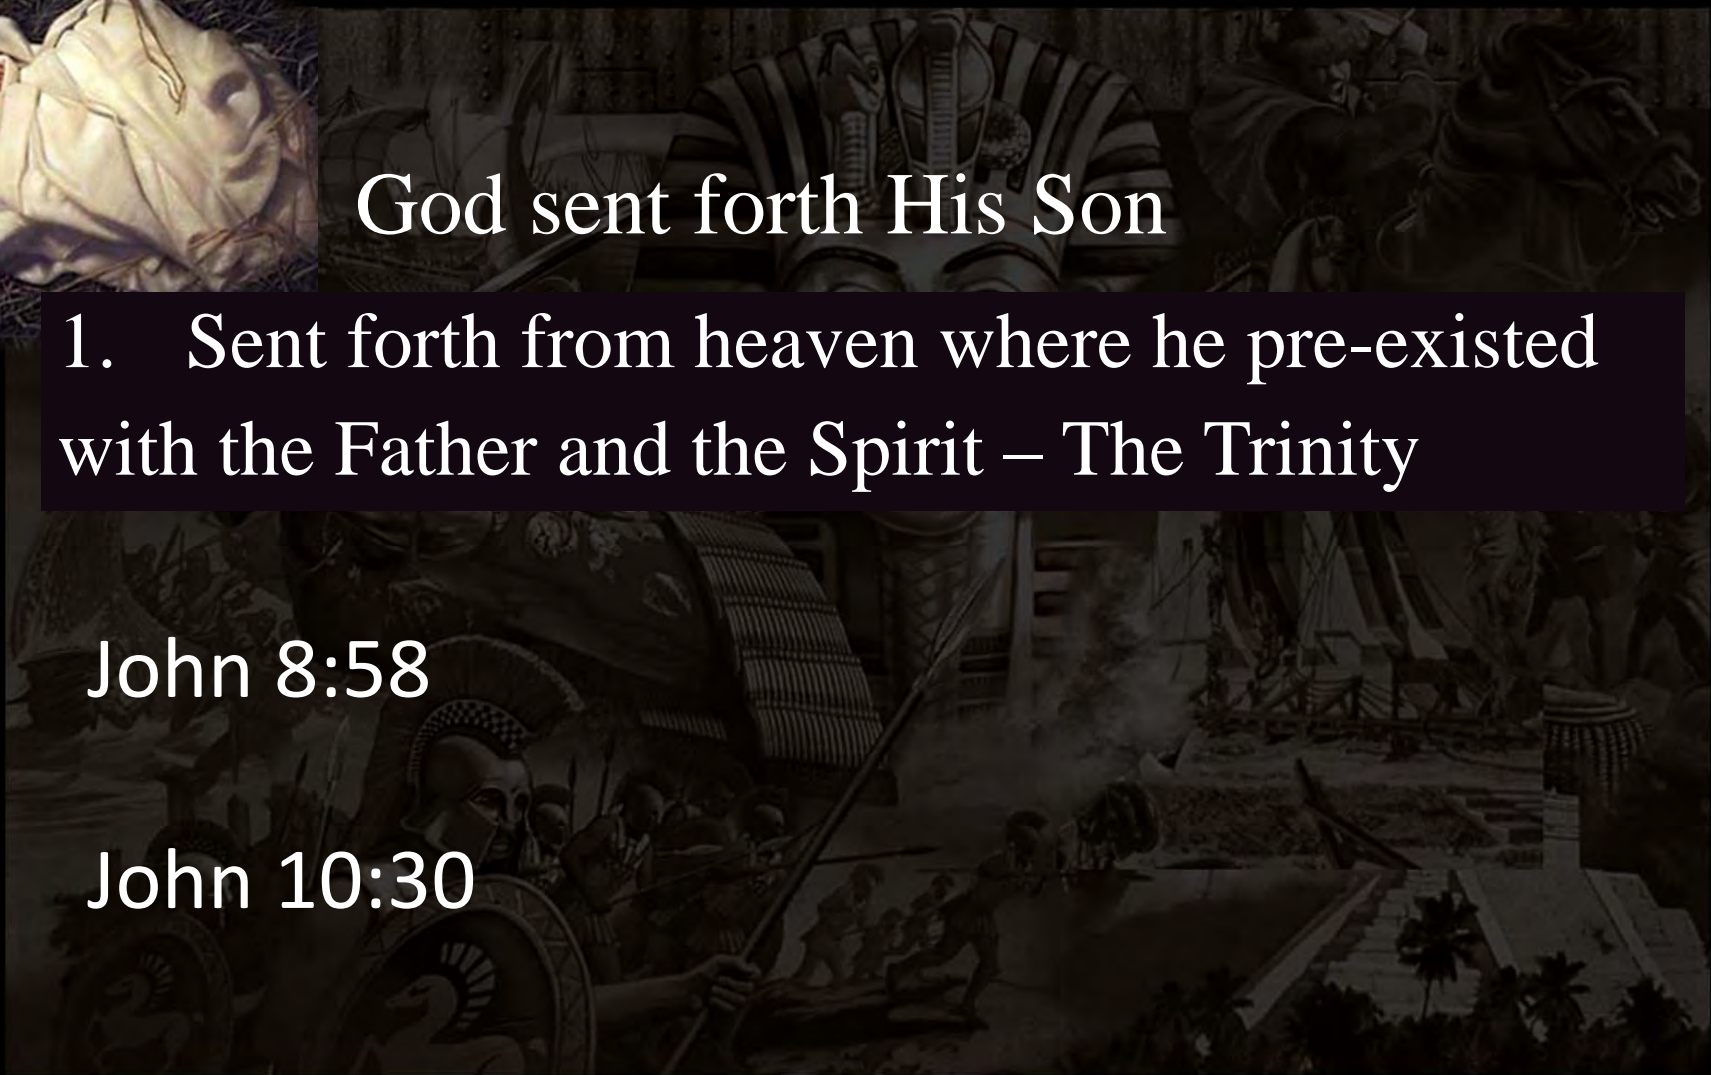 God sent forth His Son
1. Sent forth from heaven where he pre-existed
with the Father and the Spirit – The Trinity
John 8:58
John 10:30